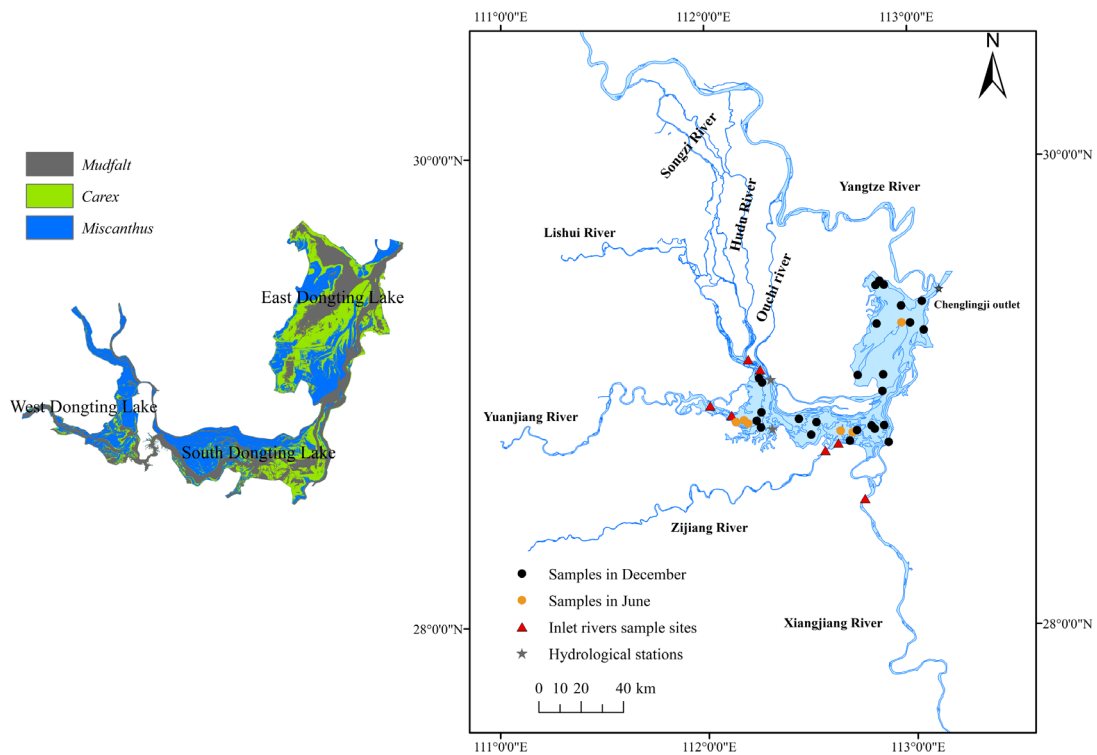 Mudfalt
Carex
Miscanthus
East Dongting Lake
West Dongting Lake
South Dongting Lake
111°0'0"E
112°0'0"E
113°0'0"E
N
30°0'0"N
30°0'0"N
Songzi River
Hudu River
Yangtze River
Lishui River
Ouchi river
Chenglingji outlet
Yuanjiang River
Zijiang River
Xiangjiang River
Samples in December
Samples in June
Inlet rivers sample sites
Hydrological stations
0 10 20 40 km
28°0'0"N
28°0'0"N
111°0'0"E
112°0'0"E
113°0'0"E